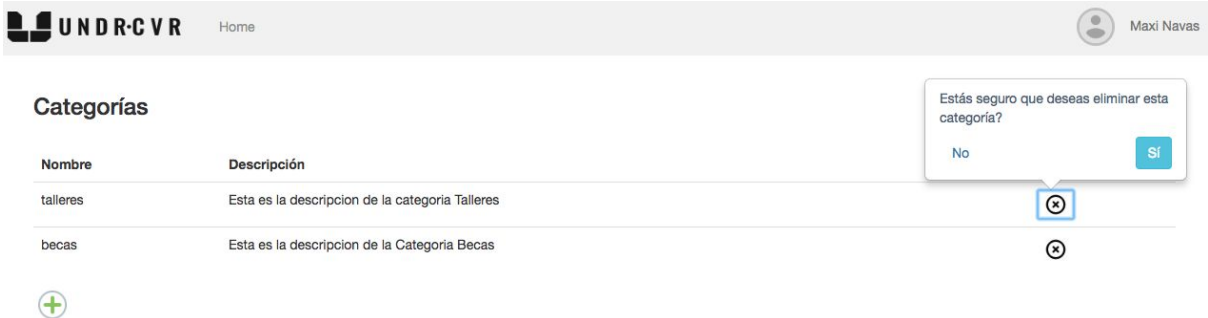 UNDR·CVR Home Maxi Navas
Categorías
Estás seguro que deseas eliminar esta
categoría?
No Sí
Nombre Descripción
talleres Esta es la descripcion de la categoria Talleres
becas Esta es la descripcion de la Categoria Becas